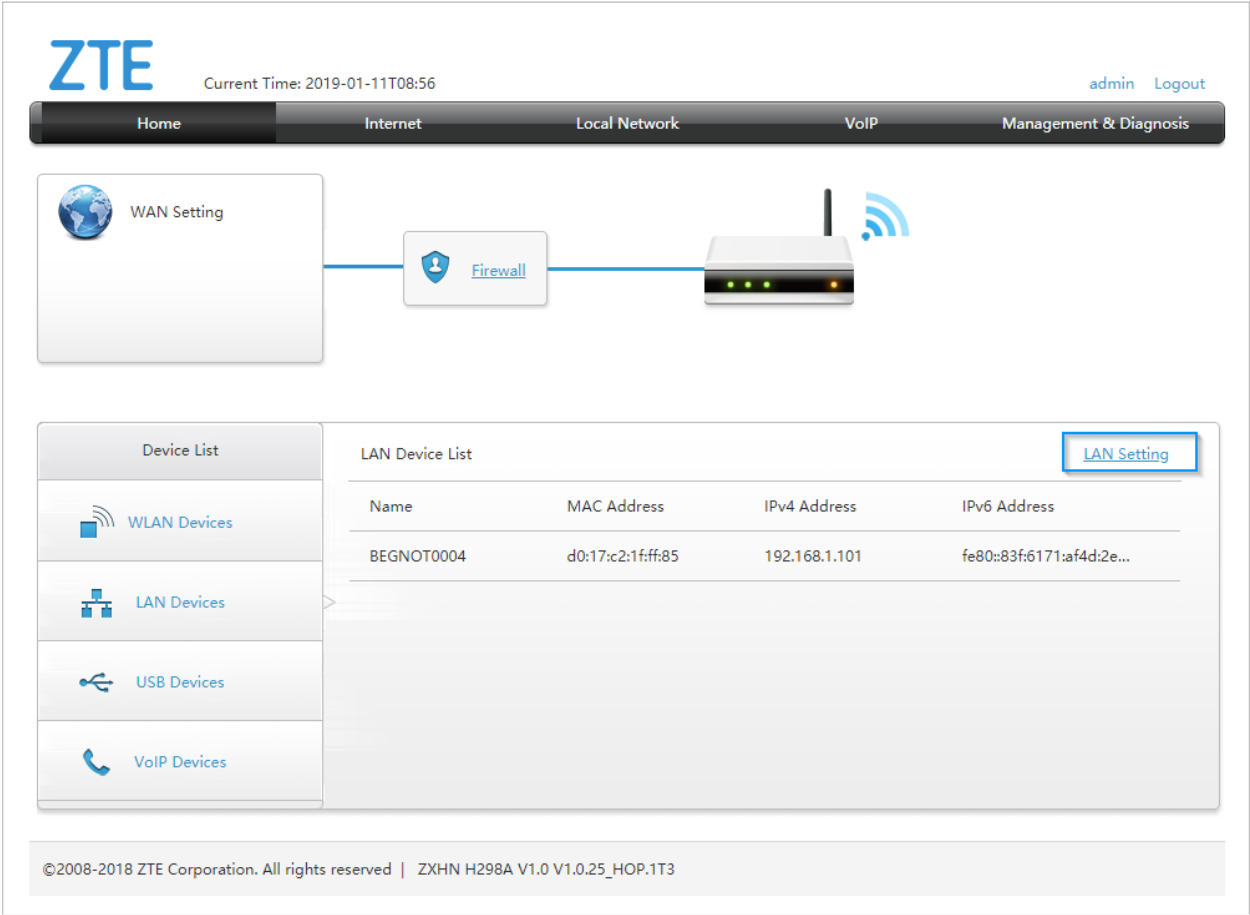 ZTE
Current Time: 2019-01-11T08:56
admin Logout
Home Internet Local Network VoIP Management & Diagnosis
WAN Setting
Firewall
Device List
LAN Device List LAN Setting
Name MAC Address IPv4 Address IPv6 Address
WLAN Devices
BEGNOT0004 d0:17:c2:1f:ff:85 192.168.1.101 fe80::83f:6171:af4d:2e...
LAN Devices
USB Devices
VoIP Devices
©2008-2018 ZTE Corporation. All rights reserved | ZXHN H298A V1.0 V1.0.25_HOP.1T3